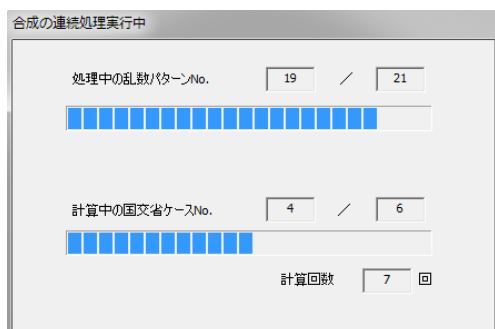 合成の連続処理実行中
処理中の乱数パターンNo. 19 / 21
計算中の国交省ケースNo. 4 / 6
計算回数 7 回